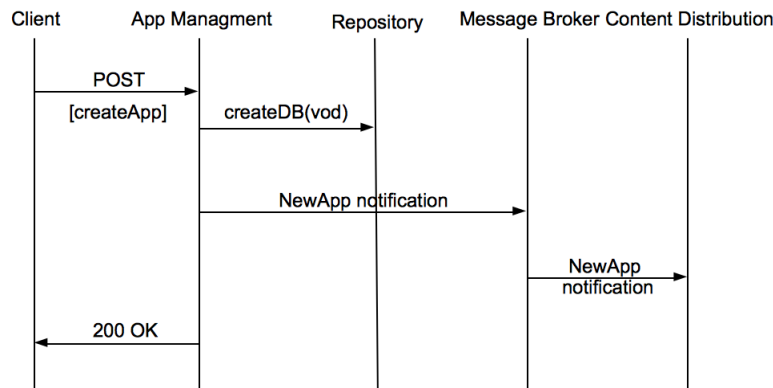 Client
App Managment
Repository
Message Broker
Content Distribution
POST
[createApp]
createDB(vod)
NewApp notification
NewApp
notification
200 OK